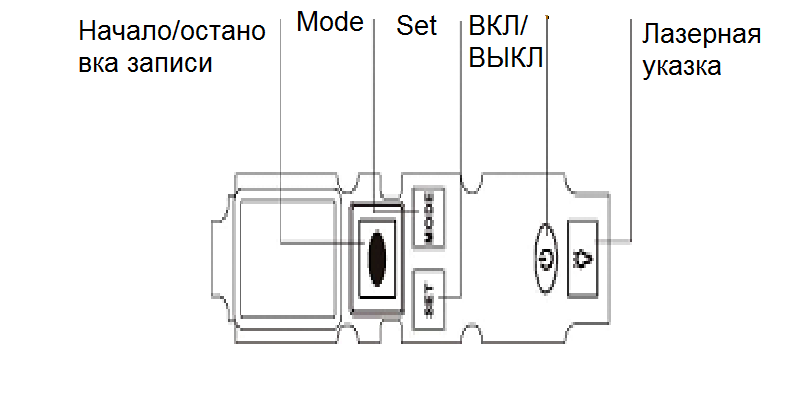 Начало/остано
вка записи
Mode
Set
ВКЛ/
ВЫКЛ
Лазерная
указка
MODE
SET